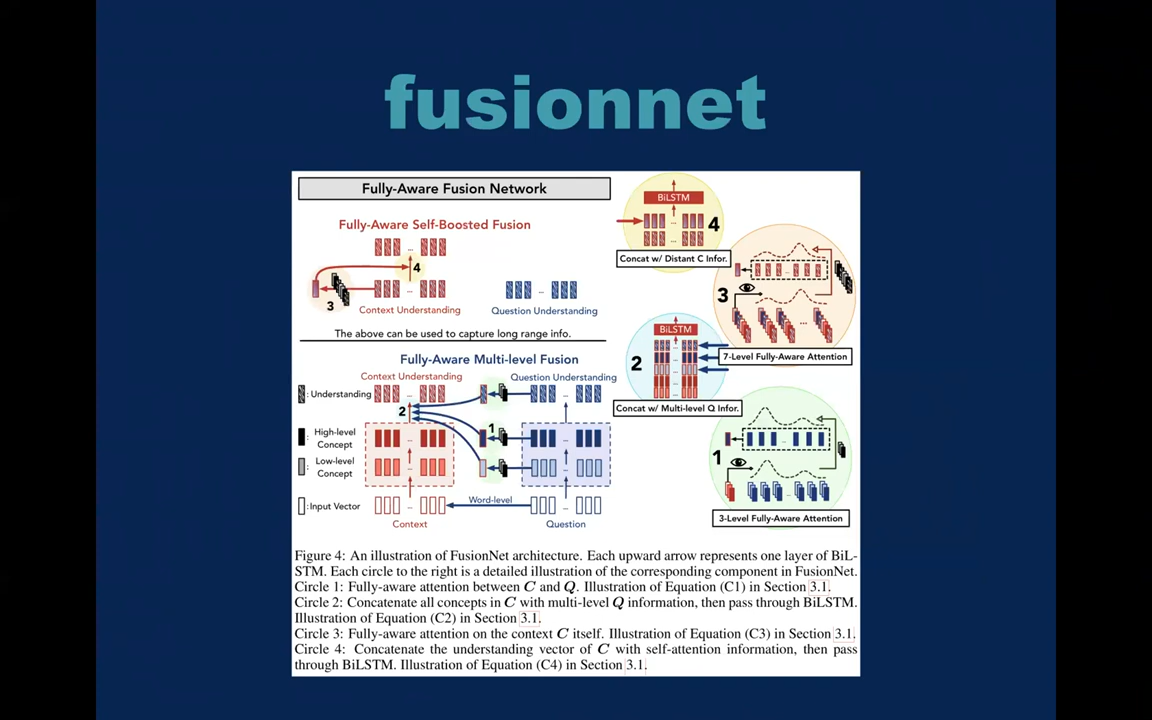 fusionnet
Fully-Aware Fusion Network
Fully-Aware Self-Boosted Fusion
4
3
Context Understanding
Question Understanding
The above can be used to capture long range info.
Fully-Aware Multi-level Fusion
Context Understanding
Question Understanding
: Understanding
2
1
: High-level
Concept
: Low-level
Concept
: Input Vector
Word-level
Context
Question
BiLSTM
4
Concat w/ Distant C Infor.
3
7-Level Fully-Aware Attention
BiLSTM
2
Concat w/ Multi-level Q Infor.
1
3-Level Fully-Aware Attention
Figure 4: An illustration of FusionNet architecture. Each upward arrow represents one layer of BiL-
STM. Each circle to the right is a detailed illustration of the corresponding component in FusionNet.
Circle 1: Fully-aware attention between C and Q. Illustration of Equation (C1) in Section 3.1.
Circle 2: Concatenate all concepts in C with multi-level Q information, then pass through BiLSTM.
Illustration of Equation (C2) in Section 3.1.
Circle 3: Fully-aware attention on the context C itself. Illustration of Equation (C3) in Section 3.1.
Circle 4: Concatenate the understanding vector of C with self-attention information, then pass
through BiLSTM. Illustration of Equation (C4) in Section 3.1.